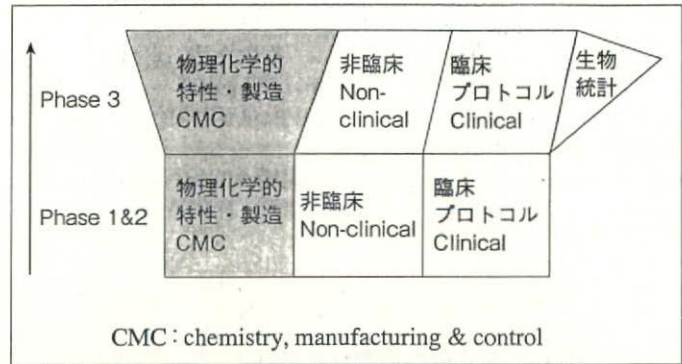 Phase 3
物理化学的
特性・製造
CMC
非臨床
Non-
clinical
臨床
プロトコル
Clinical
生物
統計
Phase 1&2
物理化学的
特性・製造
CMC
非臨床
Non-clinical
臨床
プロトコル
Clinical
CMC：chemistry, manufacturing & control